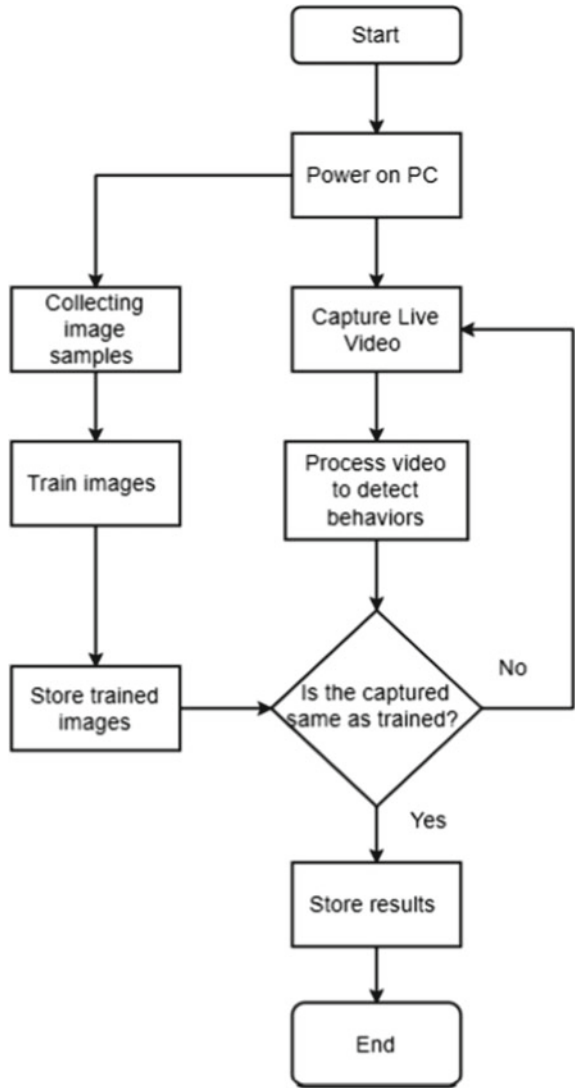 Start
Power on PC
Collecting
image
samples
Capture Live
Video
Train images
Process video
to detect
behaviors
Store trained
images
Is the captured
same as trained?
No
Yes
Store results
End